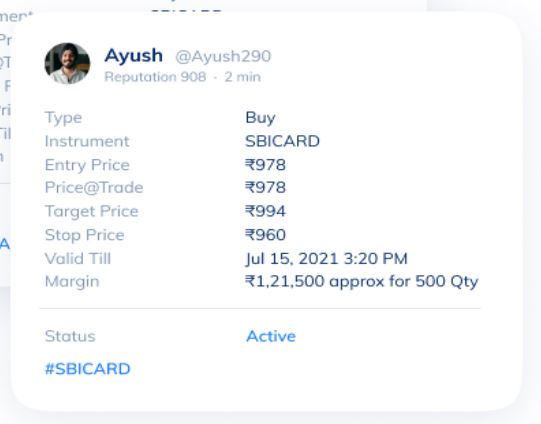 Ayush @Ayush290
Reputation 908 · 2 min
Type Buy
Instrument SBICARD
Entry Price ₹978
Price@Trade ₹978
Target Price ₹994
Stop Price ₹960
Valid Till Jul 15, 2021 3:20 PM
Margin ₹1,21,500 approx for 500 Qty
Status Active
#SBICARD